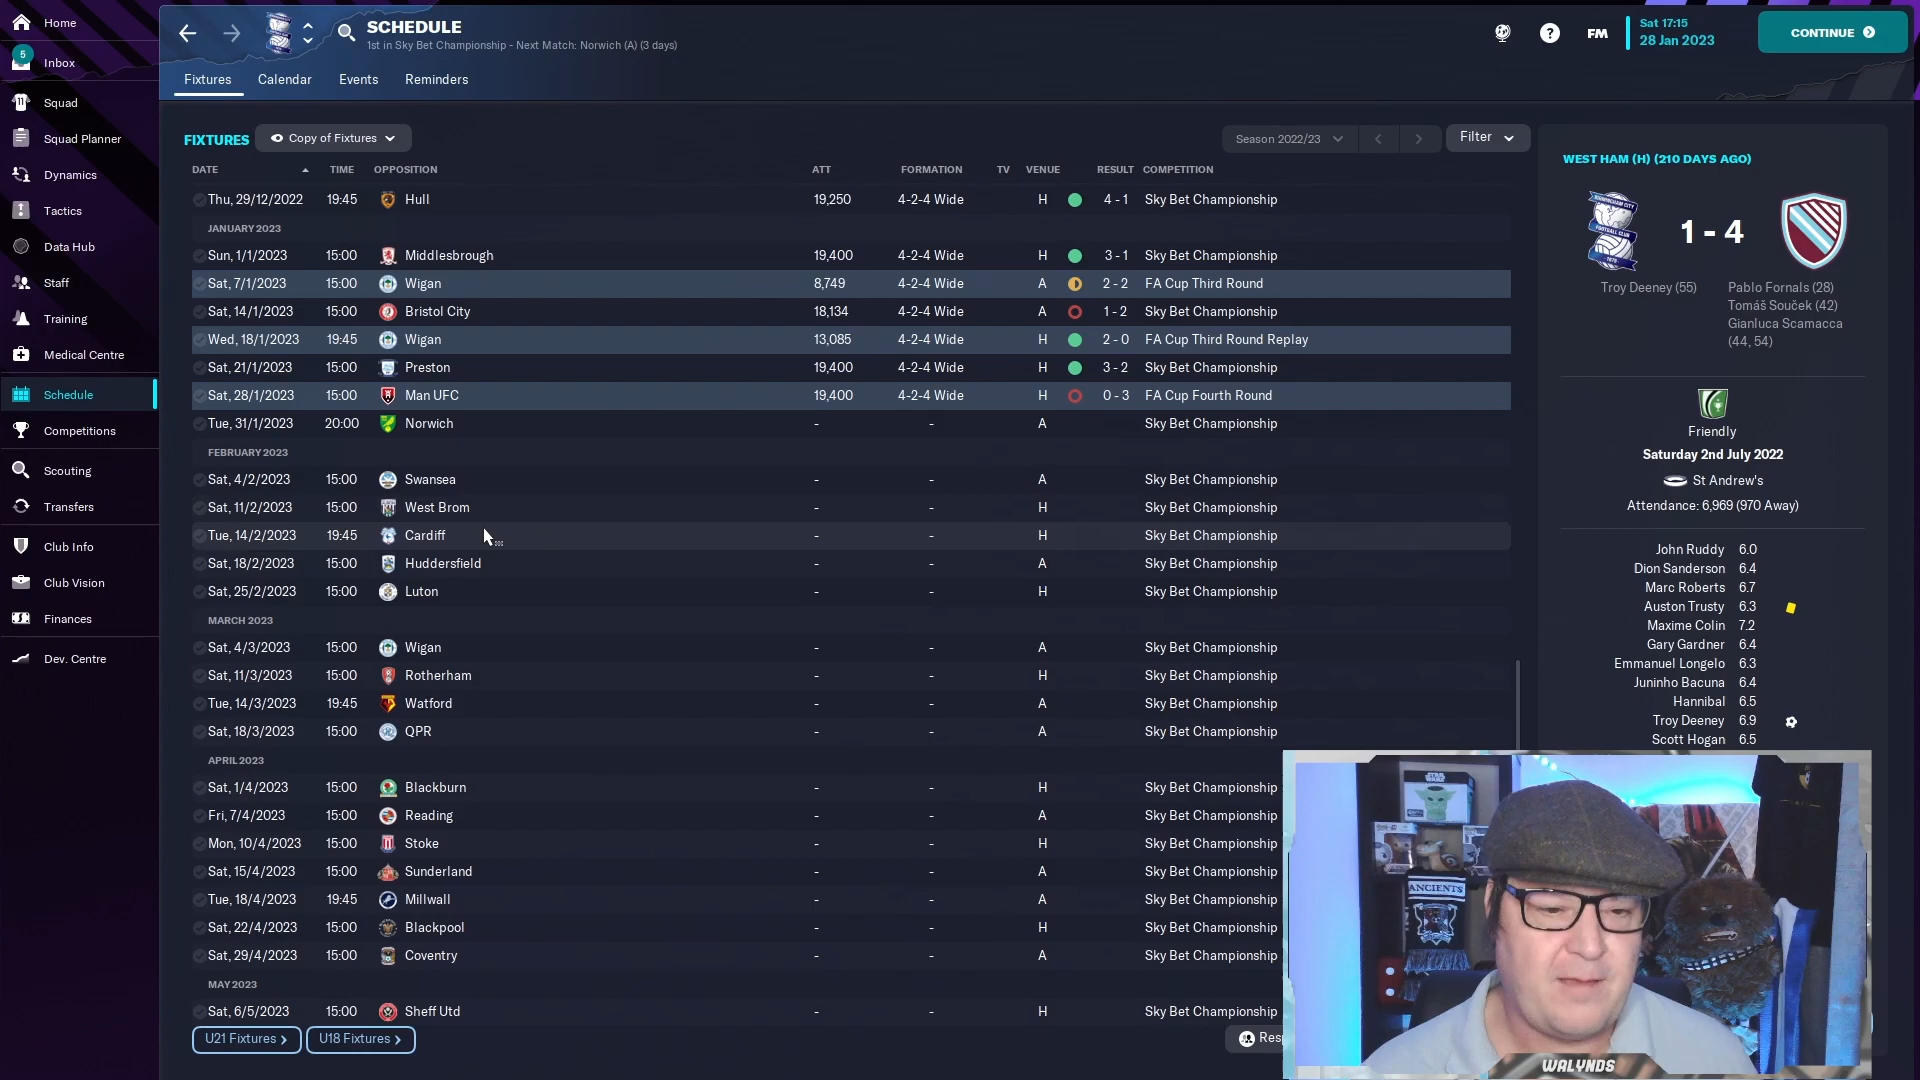 Home
5
Inbox
Squad
Squad Planner
Dynamics
Tactics
Data Hub
Staff
Training
Medical Centre
Schedule
Competitions
Scouting
Transfers
Club Info
Club Vision
Finances
Dev. Centre
SCHEDULE
1st in Sky Bet Championship - Next Match: Norwich (A) (3 days)
? FM Sat 17:15
28 Jan 2023
CONTINUE
Fixtures Calendar Events Reminders
FIXTURES Copy of Fixtures Season 2022/23 Filter
DATE TIME OPPOSITION ATT FORMATION TV VENUE RESULT COMPETITION
Thu, 29/12/2022 19:45 Hull 19,250 4-2-4 Wide H 4 - 1 Sky Bet Championship
JANUARY 2023
Sun, 1/1/2023 15:00 Middlesbrough 19,400 4-2-4 Wide H 3 - 1 Sky Bet Championship
Sat, 7/1/2023 15:00 Wigan 8,749 4-2-4 Wide A 2 - 2 FA Cup Third Round
Sat, 14/1/2023 15:00 Bristol City 18,134 4-2-4 Wide A 1 - 2 Sky Bet Championship
Wed, 18/1/2023 19:45 Wigan 13,085 4-2-4 Wide H 2 - 0 FA Cup Third Round Replay
Sat, 21/1/2023 15:00 Preston 19,400 4-2-4 Wide H 3 - 2 Sky Bet Championship
Sat, 28/1/2023 15:00 Man UFC 19,400 4-2-4 Wide H 0 - 3 FA Cup Fourth Round
Tue, 31/1/2023 20:00 Norwich - - A Sky Bet Championship
FEBRUARY 2023
Sat, 4/2/2023 15:00 Swansea - - A Sky Bet Championship
Sat, 11/2/2023 15:00 West Brom - - H Sky Bet Championship
Tue, 14/2/2023 19:45 Cardiff - - H Sky Bet Championship
Sat, 18/2/2023 15:00 Huddersfield - - A Sky Bet Championship
Sat, 25/2/2023 15:00 Luton - - H Sky Bet Championship
MARCH 2023
Sat, 4/3/2023 15:00 Wigan - - A Sky Bet Championship
Sat, 11/3/2023 15:00 Rotherham - - H Sky Bet Championship
Tue, 14/3/2023 19:45 Watford - - A Sky Bet Championship
Sat, 18/3/2023 15:00 QPR - - A Sky Bet Championship
APRIL 2023
Sat, 1/4/2023 15:00 Blackburn - - H Sky Bet Championship
Fri, 7/4/2023 15:00 Reading - - A Sky Bet Championship
Mon, 10/4/2023 15:00 Stoke - - H Sky Bet Championship
Sat, 15/4/2023 15:00 Sunderland - - A Sky Bet Championship
Tue, 18/4/2023 19:45 Millwall - - A Sky Bet Championship
Sat, 22/4/2023 15:00 Blackpool - - H Sky Bet Championship
Sat, 29/4/2023 15:00 Coventry - - A Sky Bet Championship
MAY 2023
Sat, 6/5/2023 15:00 Sheff Utd - - H Sky Bet Championship
U21 Fixtures U18 Fixtures
WEST HAM (H) (210 DAYS AGO)
1 - 4
Troy Deeney (55) Pablo Fornals (28)
Tomáš Souček (42)
Gianluca Scamacca
(44, 54)
Friendly
Saturday 2nd July 2022
St Andrew's
Attendance: 6,969 (970 Away)
John Ruddy 6.0
Dion Sanderson 6.4
Marc Roberts 6.7
Auston Trusty 6.3
Maxime Colin 7.2
Gary Gardner 6.4
Emmanuel Longelo 6.3
Juninho Bacuna 6.4
Hannibal 6.5
Troy Deeney 6.9
Scott Hogan 6.5
STAR WARS
ANCIENTS
WALYNDS